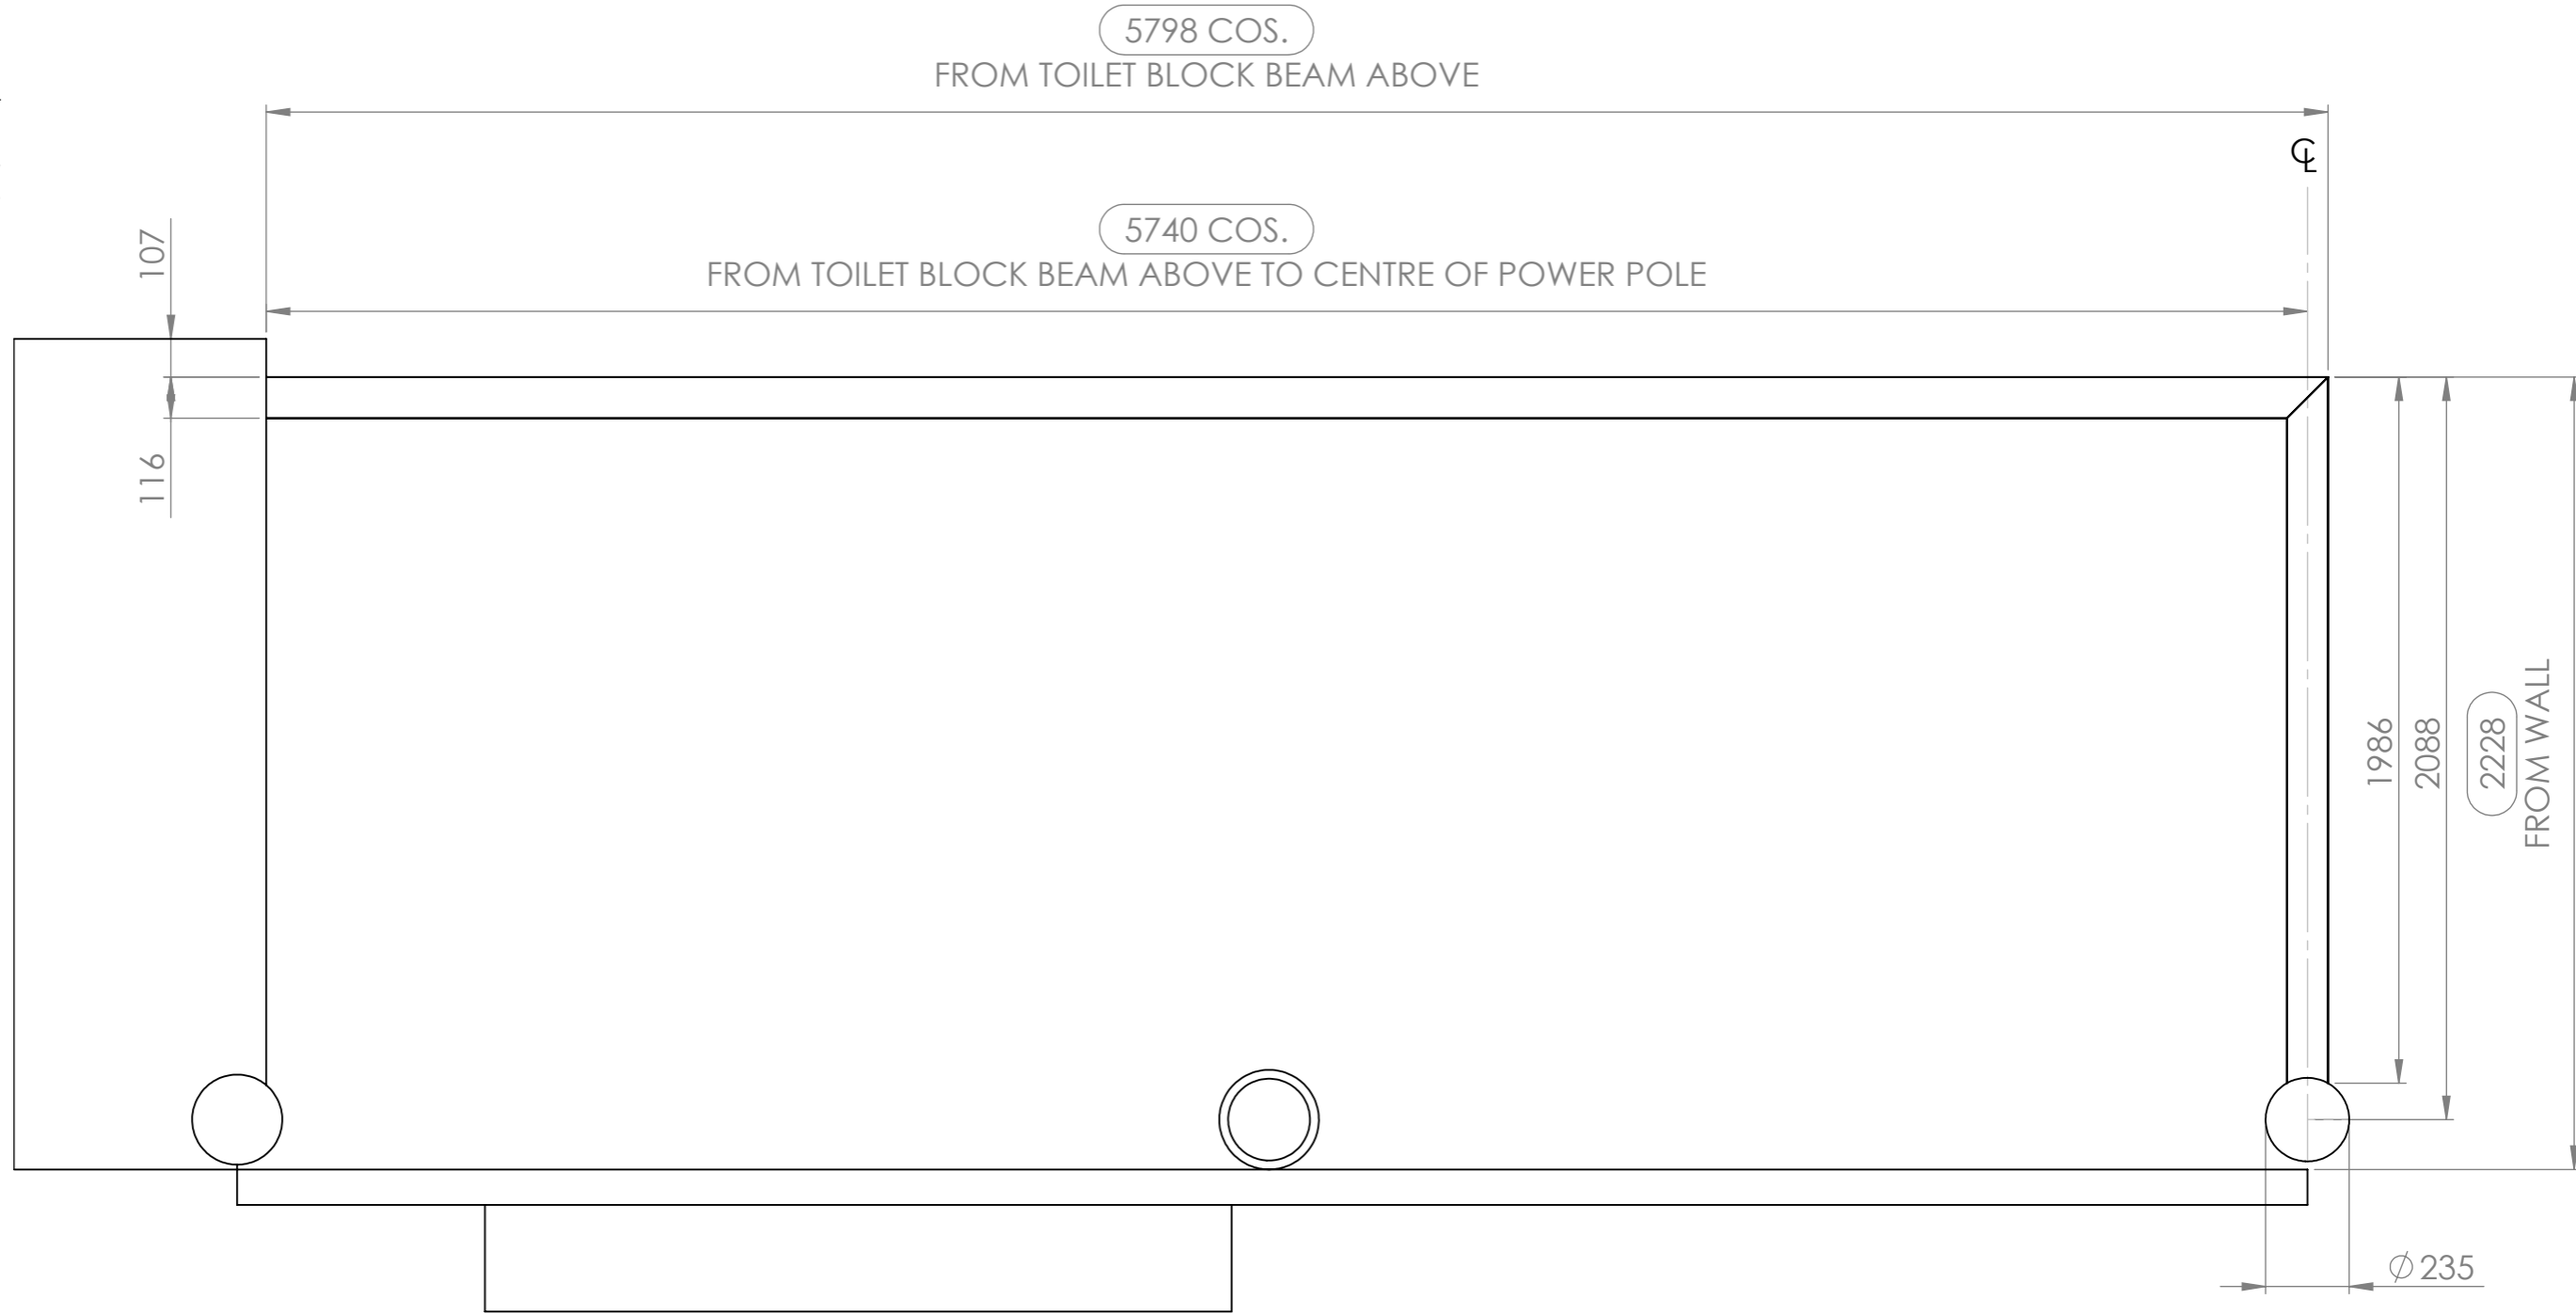 5798 COS.
FROM TOILET BLOCK BEAM ABOVE
℄
5740 COS.
FROM TOILET BLOCK BEAM ABOVE TO CENTRE OF POWER POLE
107
116
1986
2088
2228
FROM WALL
∅ 235